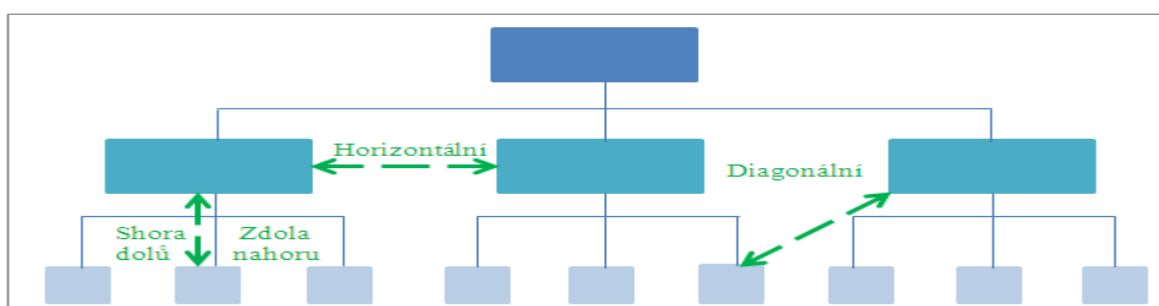 Horizontální
Diagonální
Shora
dolů
Zdola
nahoru